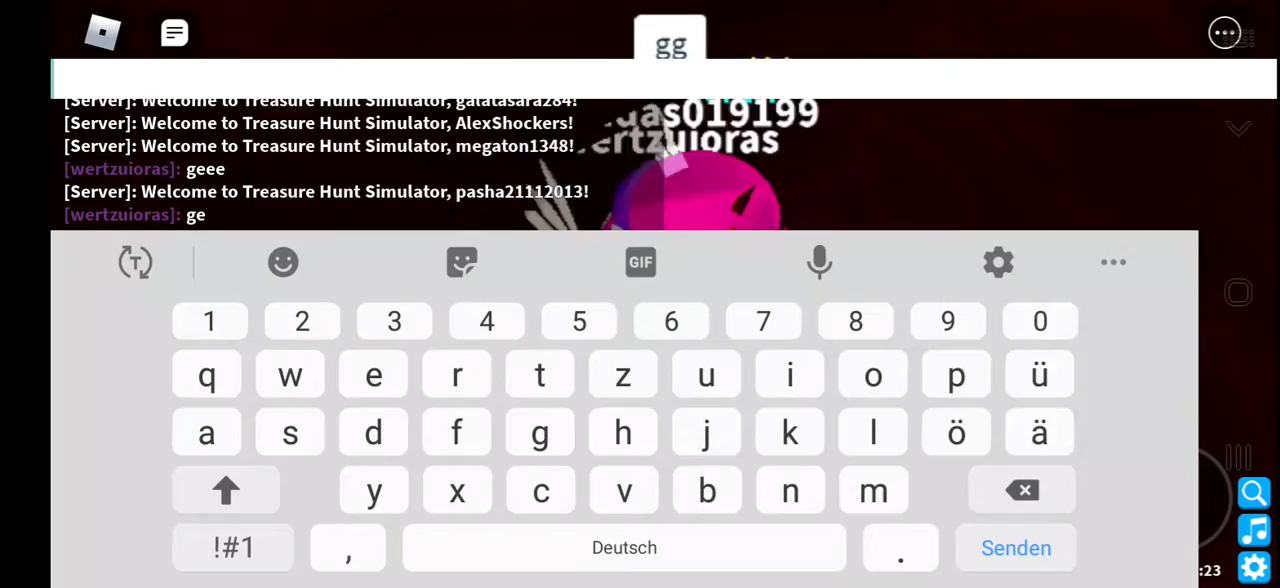 gg
[Server]: Welcome to Treasure Hunt Simulator, galatasara284!
[Server]: Welcome to Treasure Hunt Simulator, AlexShockers!
[Server]: Welcome to Treasure Hunt Simulator, megaton1348!
[wertzuioras]: geee
[Server]: Welcome to Treasure Hunt Simulator, pasha21112013!
[wertzuioras]: ge
wertzuioras
GIF
1 2 3 4 5 6 7 8 9 0
q w e r t z u i o p ü
a s d f g h j k l ö ä
y x c v b n m
!#1 , Deutsch . Senden
:23